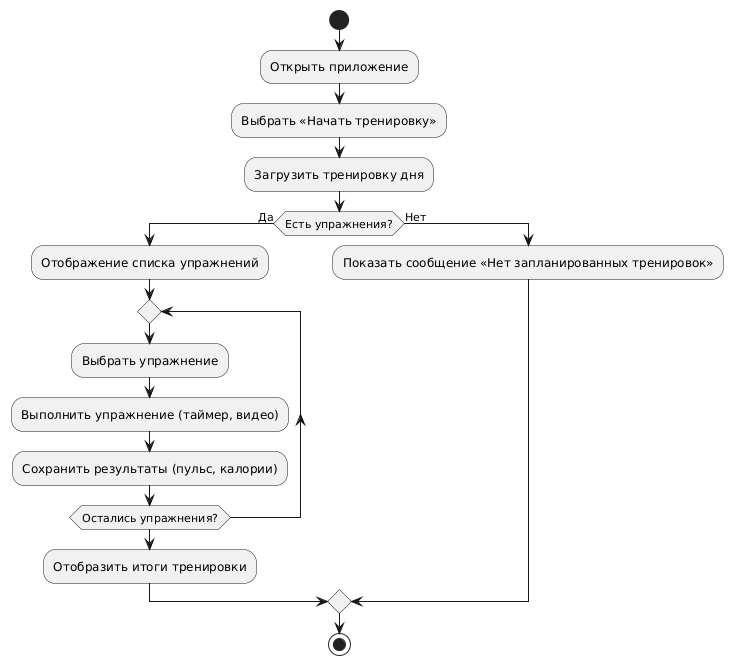 Открыть приложение
Выбрать «Начать тренировку»
Загрузить тренировку дня
Да
Есть упражнения?
Нет
Отображение списка упражнений
Показать сообщение «Нет запланированных тренировок»
Выбрать упражнение
Выполнить упражнение (таймер, видео)
Сохранить результаты (пульс, калории)
Остались упражнения?
Отобразить итоги тренировки